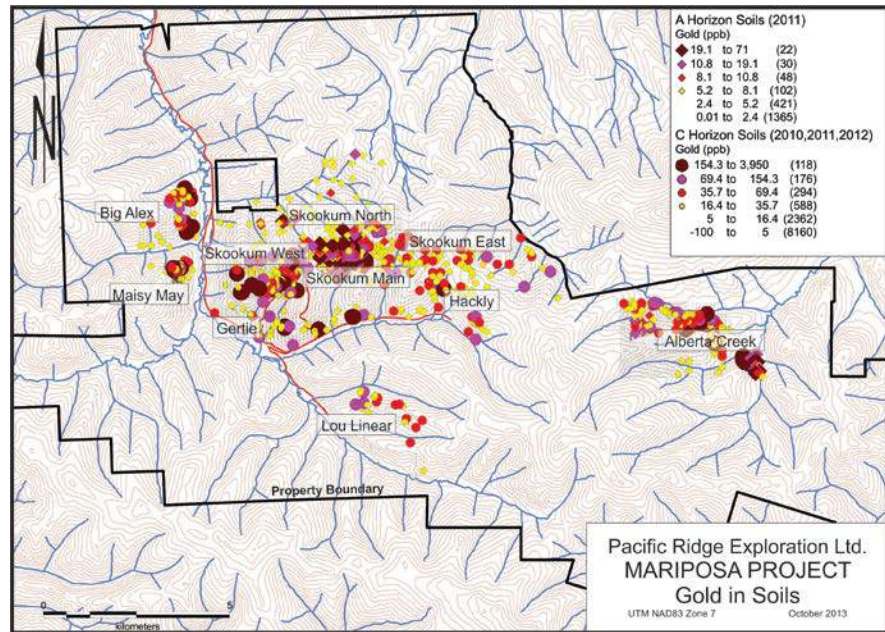 A Horizon Soils (2011)
Gold (ppb)
19.1 to 71 (22)
10.8 to 19.1 (30)
8.1 to 10.8 (48)
5.2 to 8.1 (102)
2.4 to 5.2 (421)
0.01 to 2.4 (1365)
C Horizon Soils (2010,2011,2012)
Gold (ppb)
154.3 to 3,950 (118)
69.4 to 154.3 (176)
35.7 to 69.4 (294)
16.4 to 35.7 (588)
5 to 16.4 (2362)
-100 to 5 (8160)
N
Big Alex
Skookum North
Skookum East
Skookum West
Skookum Main
Maisy May
Hackly
Gertie
Alberta Creek
Lou Linear
Property Boundary
0 5
kilometers
Pacific Ridge Exploration Ltd.
MARIPOSA PROJECT
Gold in Soils
UTM NAD83 Zone 7 October 2013